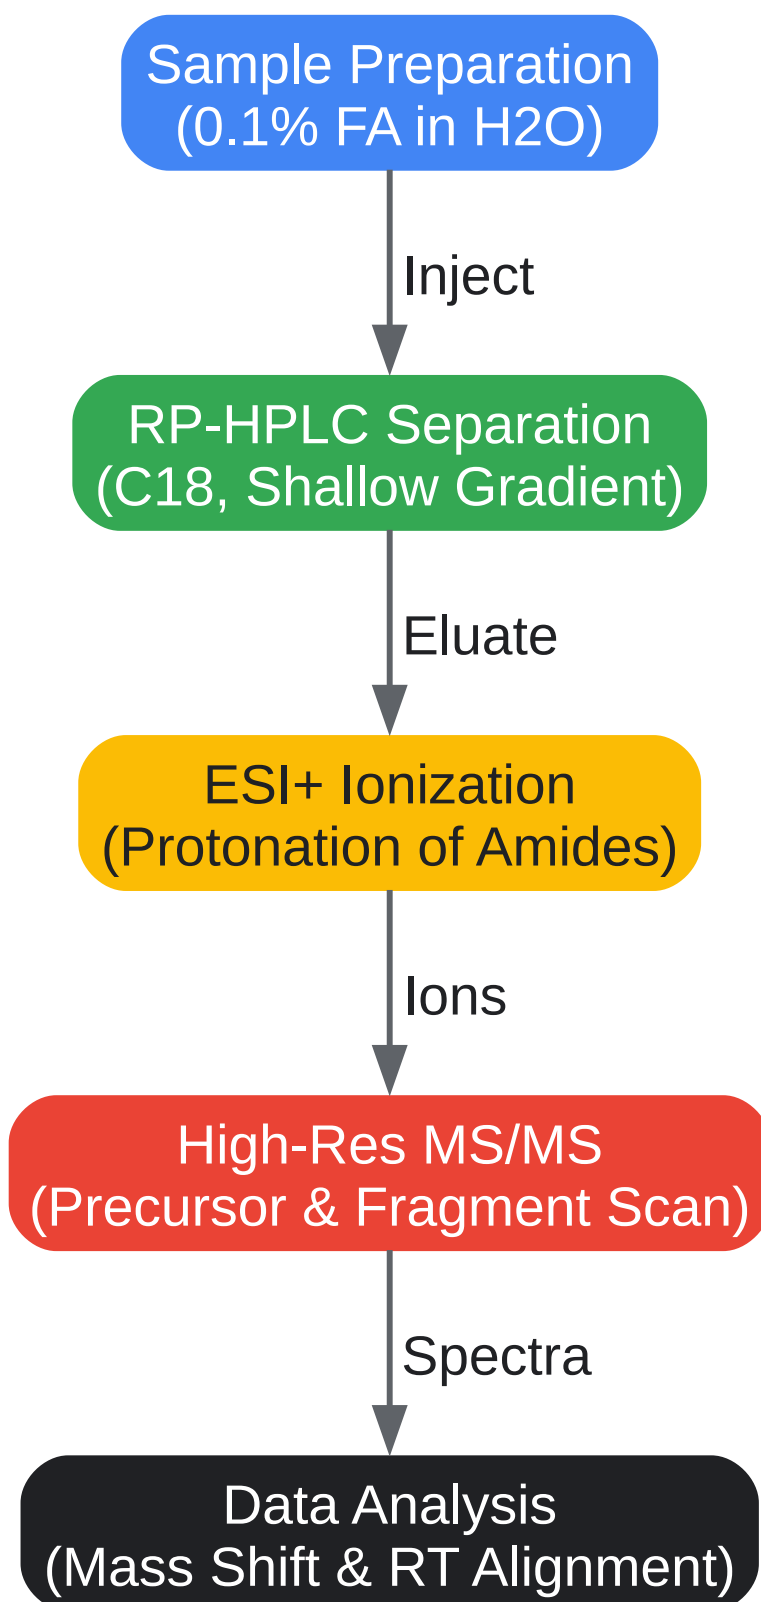 Sample Preparation
(0.1% FA in H2O)
Inject
RP-HPLC Separation
(C18, Shallow Gradient)
Eluate
ESI+ Ionization
(Protonation of Amides)
Ions
High-Res MS/MS
(Precursor & Fragment Scan)
Spectra
Data Analysis
(Mass Shift & RT Alignment)